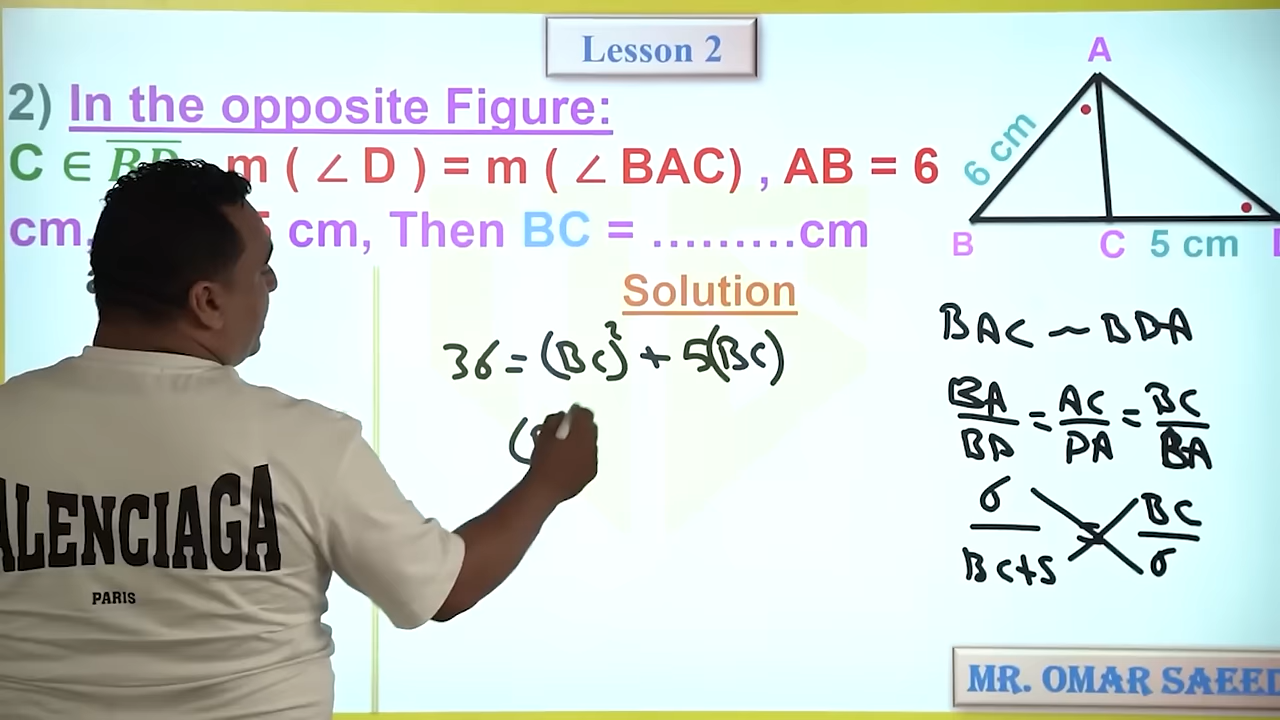 Lesson 2
2) In the opposite Figure:
C ∈ BD m ( ∠ D ) = m ( ∠ BAC) , AB = 6
cm, 5 cm, Then BC = ………cm
Solution
36 = (BC)² + 5(BC)
(
A
6 cm
B
C
5 cm
BAC ~ BDA
BA/BD = AC/DA = BC/BA
6/BC+5 = BC/6
ALENCIAGA
PARIS
MR. OMAR SAEED